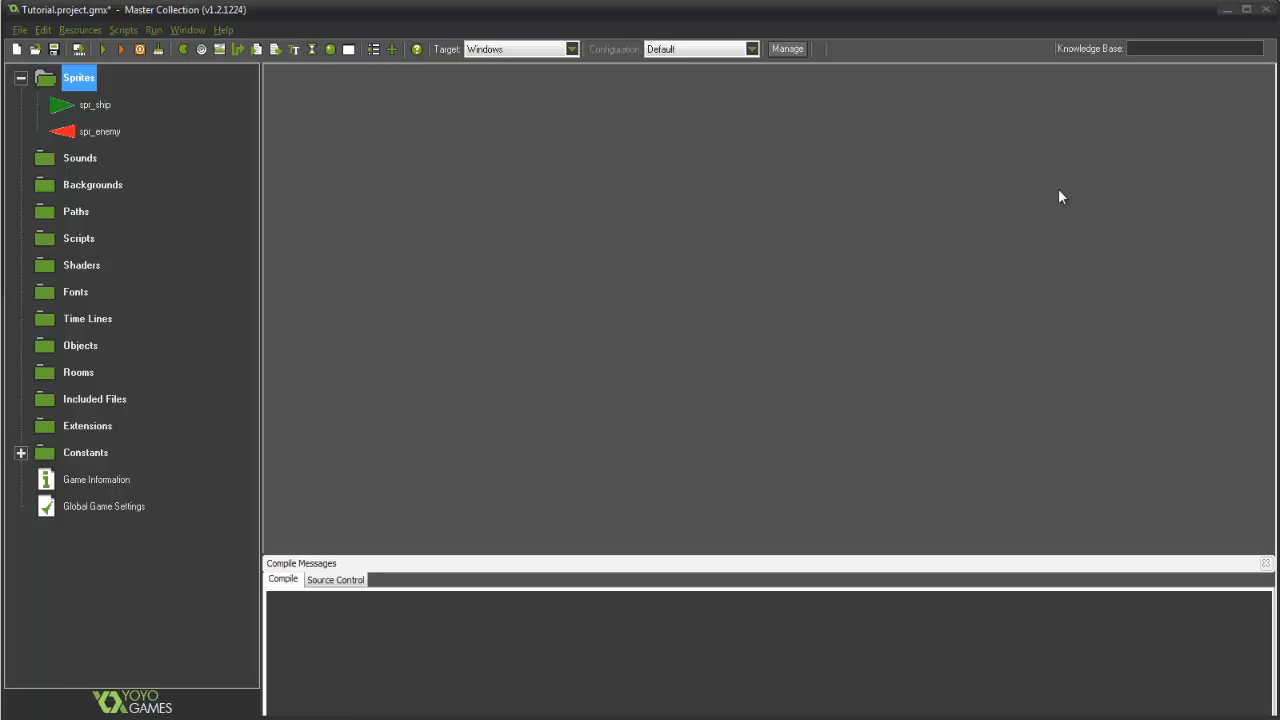 Tutorial.project.gmx* - Master Collection (v1.2.1224)
File Edit Resources Scripts Run Window Help
Target: Windows Configuration: Default Manage Knowledge Base:
Sprites
spr_ship
spr_enemy
Sounds
Backgrounds
Paths
Scripts
Shaders
Fonts
Time Lines
Objects
Rooms
Included Files
Extensions
Constants
Game Information
Global Game Settings
Compile Messages
Compile Source Control
YOYO
GAMES